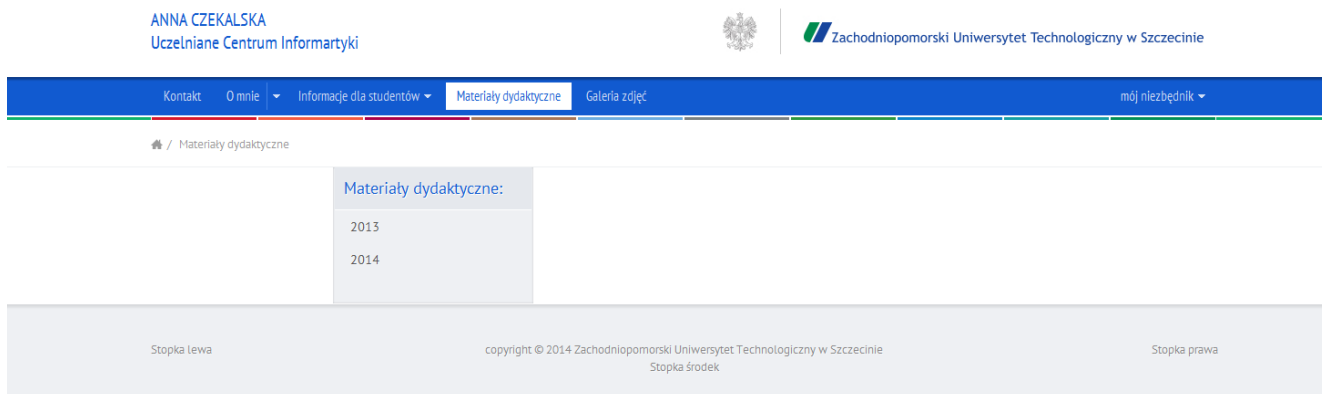 ANNA CZEKALSKA
Uczelniane Centrum Informartyki
Zachodniopomorski Uniwersytet Technologiczny w Szczecinie
Kontakt O mnie Informacje dla studentów Materiały dydaktyczne Galeria zdjęć mój niezbędnik
/ Materiały dydaktyczne
Materiały dydaktyczne:
2013
2014
Stopka lewa copyright © 2014 Zachodniopomorski Uniwersytet Technologiczny w Szczecinie Stopka prawa
Stopka środek